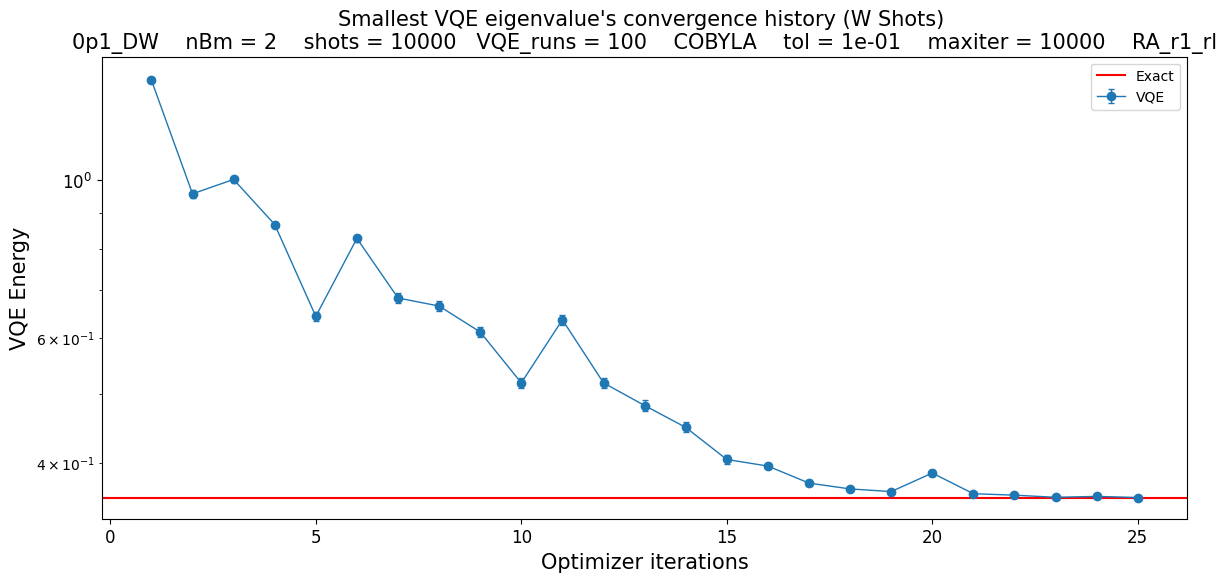 Smallest VQE eigenvalue's convergence history (W Shots)
0p1_DW nBm = 2 shots = 10000 VQE_runs = 100 COBYLA tol = 1e-01 maxiter = 10000 RA_r1_rl
Exact
VQE
VQE Energy
10⁰
6 × 10⁻¹
4 × 10⁻¹
0 5 10 15 20 25
Optimizer iterations